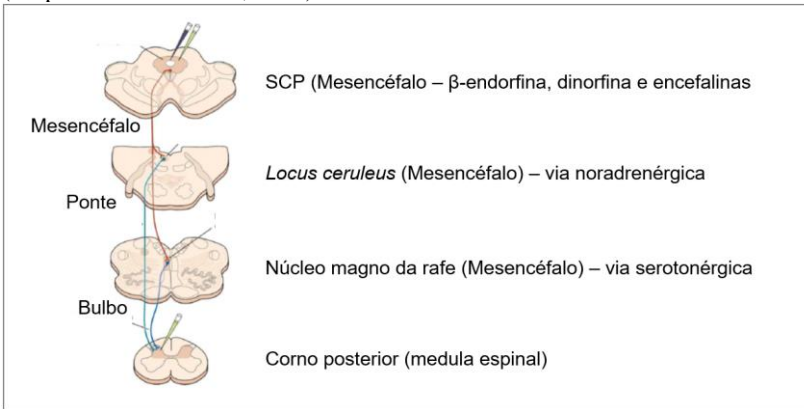 SCP (Mesencéfalo – β-endorfina, dinorfina e encefalinas
Mesencéfalo
Locus ceruleus (Mesencéfalo) – via noradrenérgica
Ponte
Núcleo magno da rafe (Mesencéfalo) – via serotonérgica
Bulbo
Corno posterior (medula espinal)